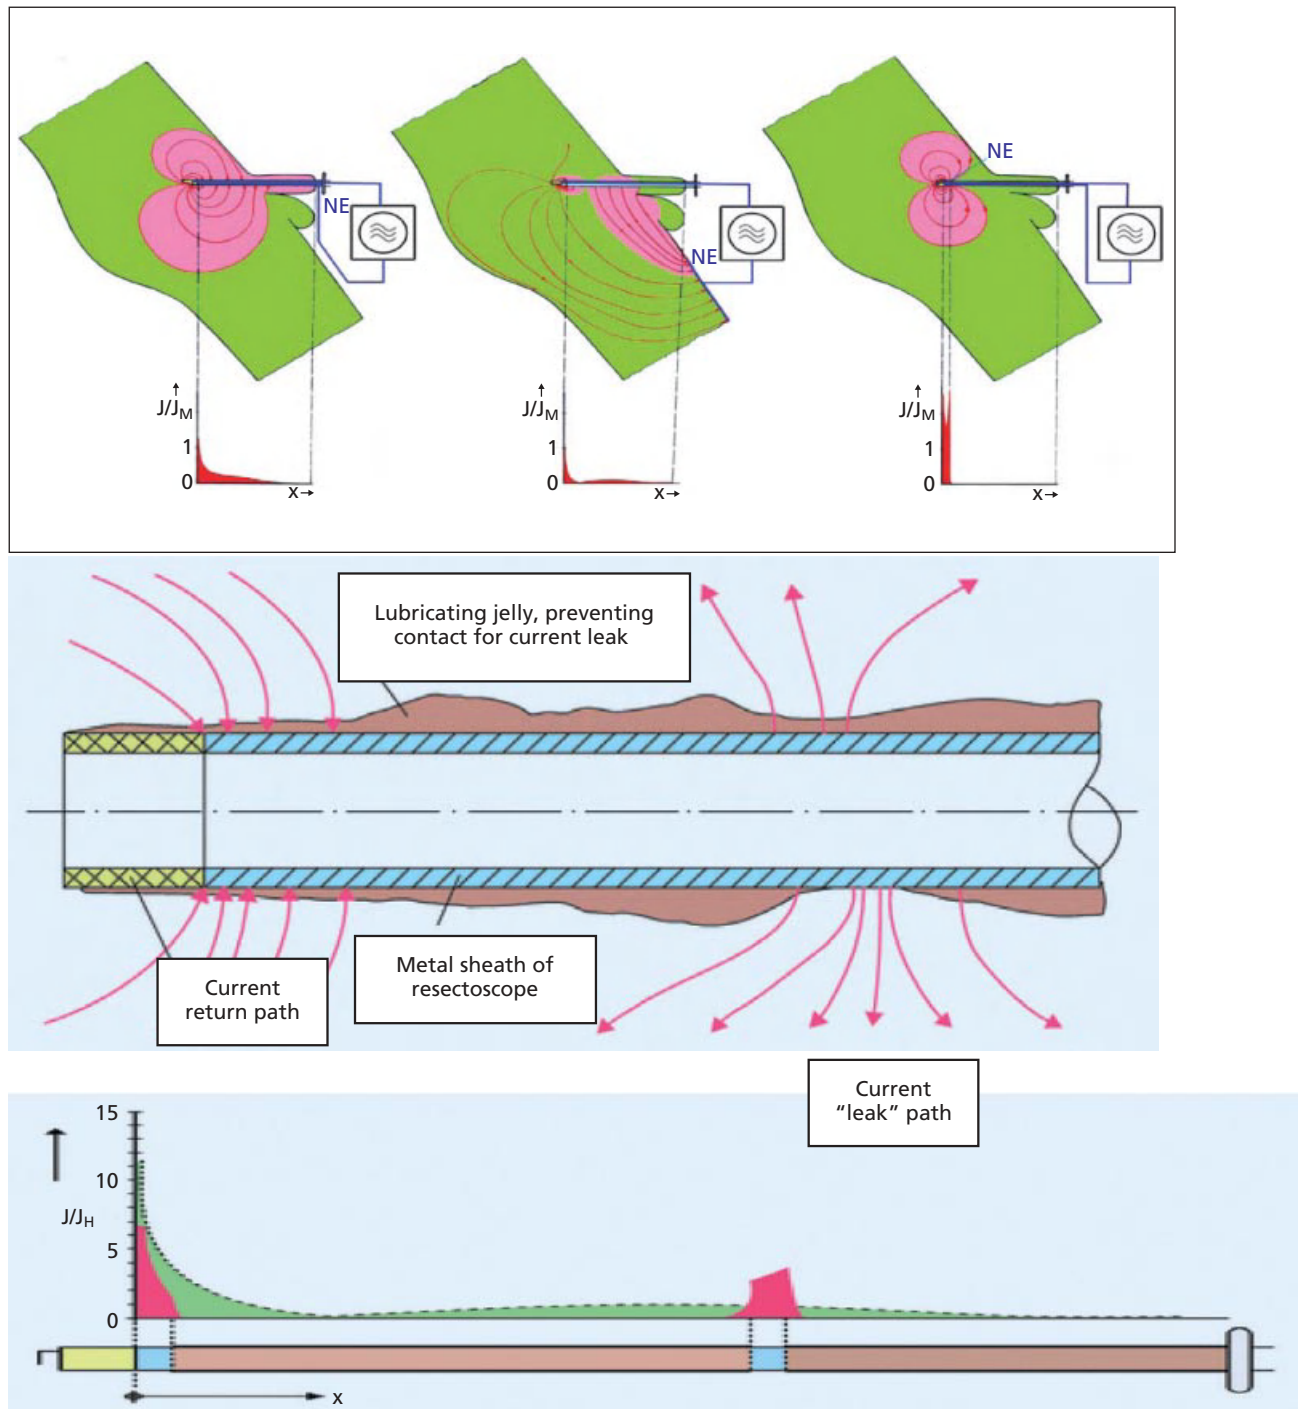 NE
NE
NE
J/J_M
1
0
x→
J/J_M
1
0
x→
J/J_M
1
0
x→
Lubricating jelly, preventing
contact for current leak
Current
return path
Metal sheath of
resectoscope
Current
“leak” path
15
10
J/J_H
5
0
x